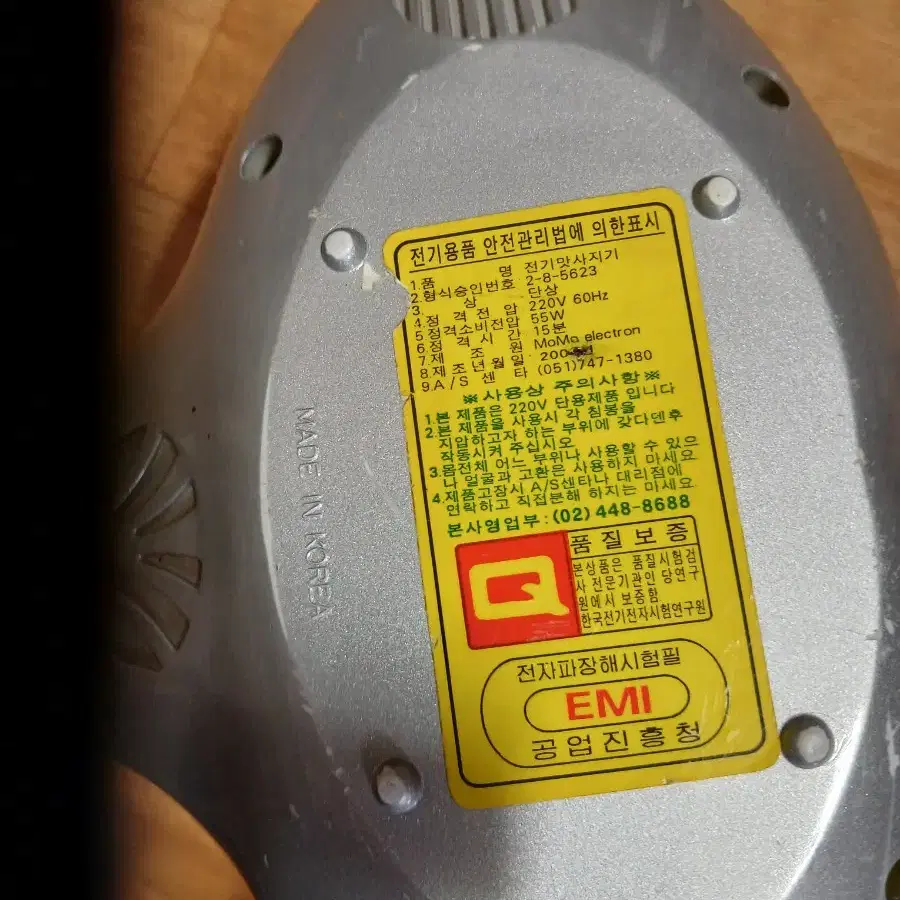 전기용품 안전관리법에 의한표시
1.품 명 전기맛사지기
2.형식승인번호 2-8-5623
3. 상 단상
4.정 격 전 압 220V 60Hz
5 정격소비전압 55W
6.정 격 시 간 15분
7.제 조 원 MoMo electron
8.제조년월일 200
9.A/S 센 타 (051)747-1380
※사용상 주의사항※
1.본 제품은 220V 단용제품 입니다
2.본 제품을 사용시 각 침봉을
지압하고자 하는 부위에 갖다덴후
작동시켜 주십시오
3.몸전체 어느 부위나 사용할 수 있으
나 얼굴과 고환은 사용하지 마세요
4.제품고장시 A/S센타나 대리점에
연락하고 직접분해 하지는 마세요
본사영업부:(02) 448-8688
Q
품질보증
본상품은 품질시험검
사 전문기관인 당연구
원에서 보증함
한국전기전자시험연구원
전자파장해시험필
EMI
공업진흥청
MADE IN KOREA